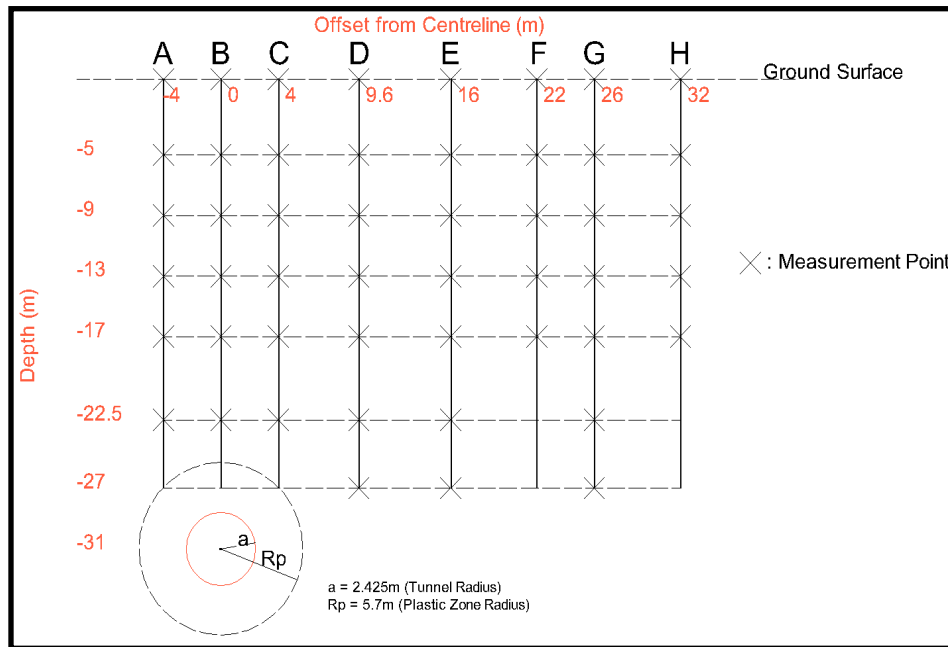 Offset from Centreline (m)
A B C D E F G H
Ground Surface
-4 0 4 9.6 16 22 26 32
-5
-9
-13
: Measurement Point
Depth (m)
-17
-22.5
-27
-31
a
Rp
a = 2.425m (Tunnel Radius)
Rp = 5.7m (Plastic Zone Radius)